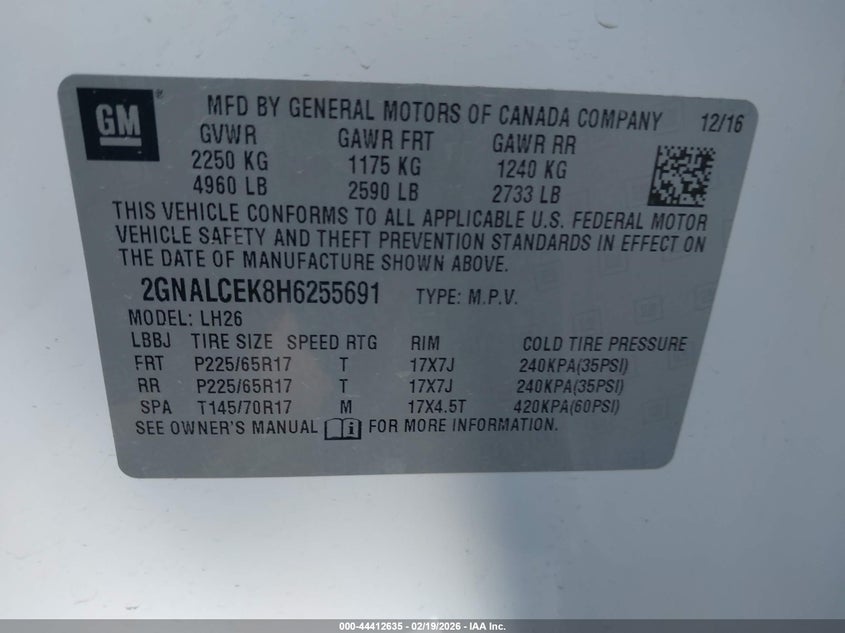 GM ® MFD BY GENERAL MOTORS OF CANADA COMPANY 12/16
GVWR GAWR FRT GAWR RR
2250 KG 1175 KG 1240 KG
4960 LB 2590 LB 2733 LB
THIS VEHICLE CONFORMS TO ALL APPLICABLE U.S. FEDERAL MOTOR
VEHICLE SAFETY AND THEFT PREVENTION STANDARDS IN EFFECT ON
THE DATE OF MANUFACTURE SHOWN ABOVE.
2GNALCEK8H6255691 TYPE: M.P.V.
MODEL: LH26
LBBJ TIRE SIZE SPEED RTG RIM COLD TIRE PRESSURE
FRT P225/65R17 T 17X7J 240KPA(35PSI)
RR P225/65R17 T 17X7J 240KPA(35PSI)
SPA T145/70R17 M 17X4.5T 420KPA(60PSI)
SEE OWNER'S MANUAL i FOR MORE INFORMATION.
000-44412635 - 02/19/2026 - IAA Inc.